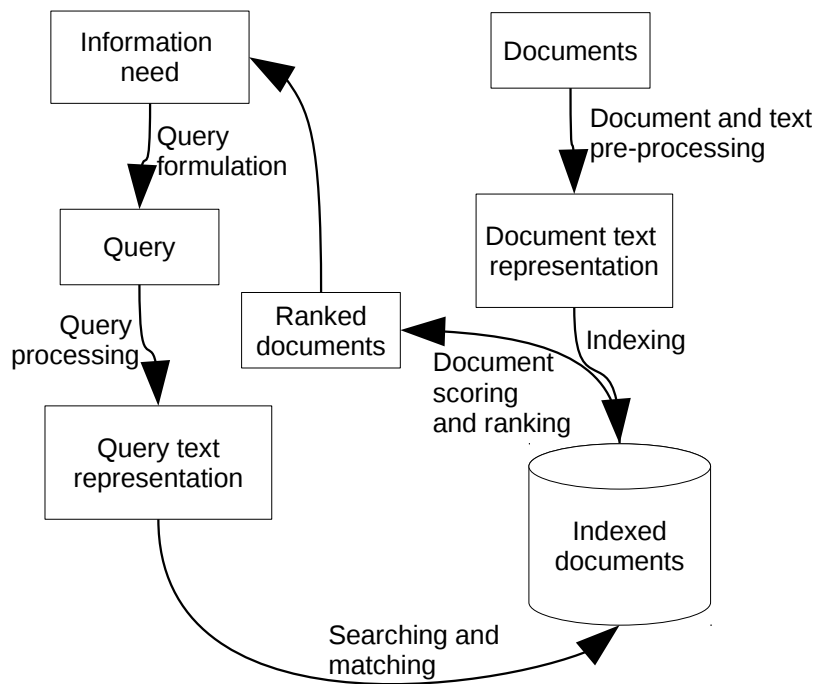 Information
need
Documents
Query
formulation
Document and text
pre-processing
Query
Document text
representation
Query
processing
Ranked
documents
Indexing
Document
scoring
and ranking
Query text
representation
Indexed
documents
Searching and
matching